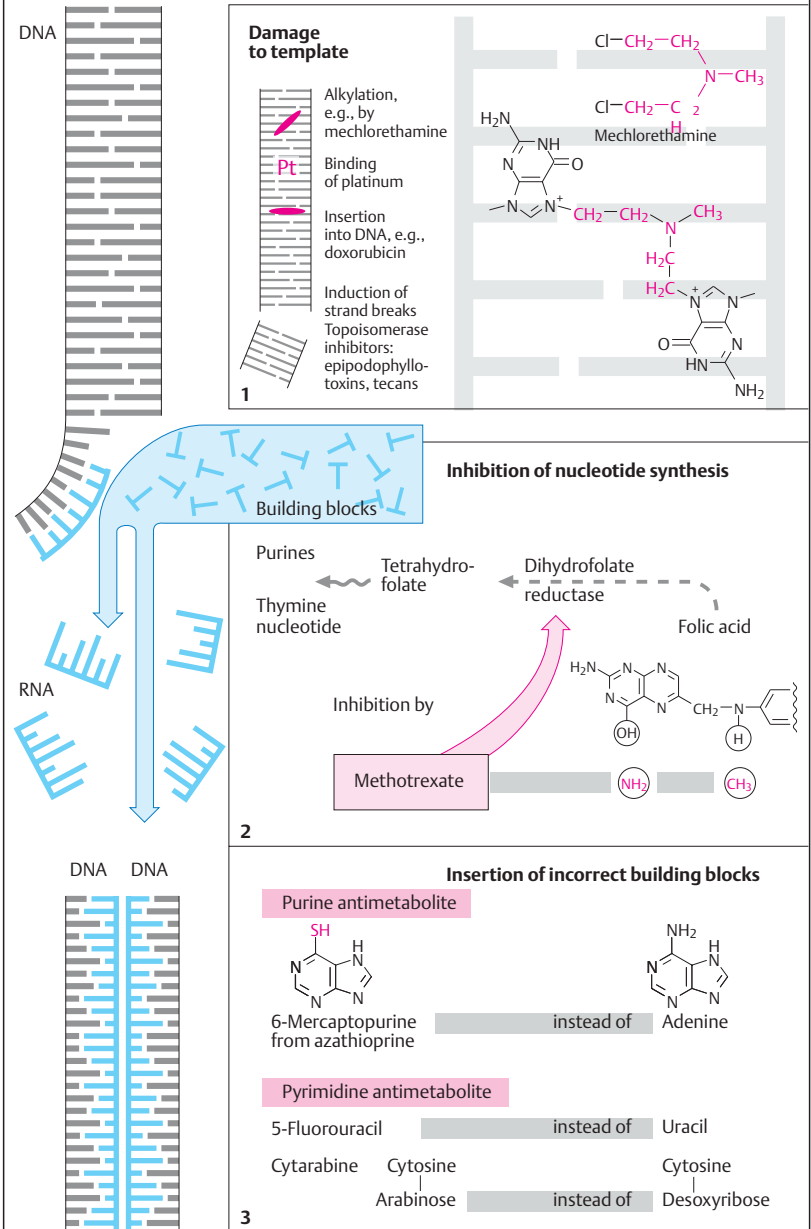 DNA
Damage
to template
Alkylation,
e.g., by
mechlorethamine
Pt
Binding
of platinum
Insertion
into DNA, e.g.,
doxorubicin
Induction of
strand breaks
Topoisomerase
inhibitors:
epipodophyllo-
toxins, tecans
1
Cl—CH2—CH2
N—CH3
Cl—CH2—C 2
H
Mechlorethamine
H2N
NH
N
O
N
N+
CH2—CH2
CH3
N
H2C
H2C
+
N
N
O
N
HN
NH2
Building blocks
Inhibition of nucleotide synthesis
Purines
Thymine
nucleotide
Tetrahydro-
folate
Dihydrofolate
reductase
Folic acid
H2N
N
N
N
N
CH2
N
OH
H
Inhibition by
Methotrexate
NH2
CH3
2
RNA
DNA DNA
Insertion of incorrect building blocks
Purine antimetabolite
SH
H
N
N
N
N
NH2
H
N
N
N
N
6-Mercaptopurine
from azathioprine
instead of
Adenine
Pyrimidine antimetabolite
5-Fluorouracil
instead of
Uracil
Cytarabine
Cytosine
Arabinose
instead of
Cytosine
Desoxyribose
3